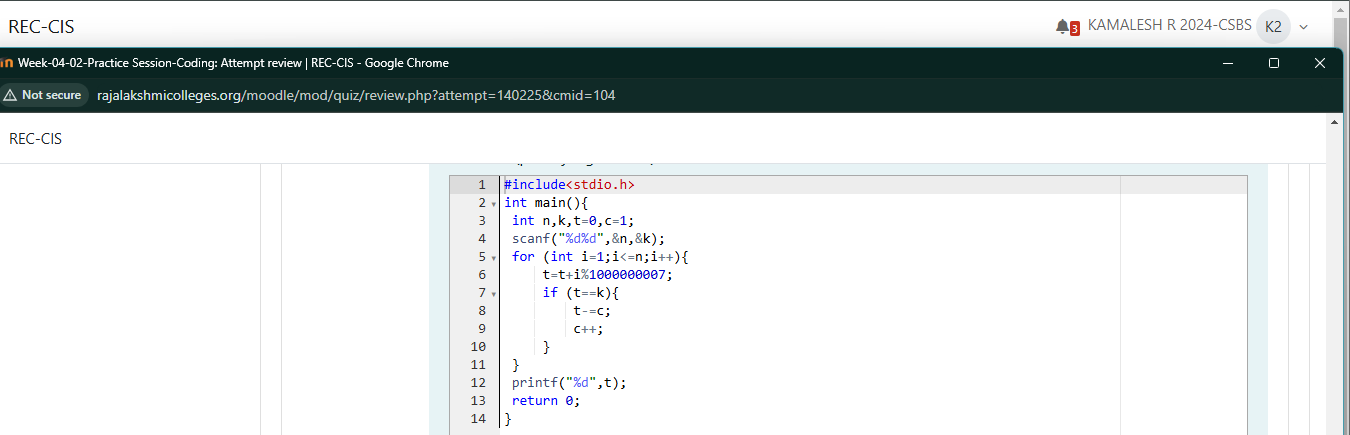 REC-CIS
3 KAMALESH R 2024-CSBS K2
in Week-04-02-Practice Session-Coding: Attempt review | REC-CIS - Google Chrome
Not secure rajalakshmicolleges.org/moodle/mod/quiz/review.php?attempt=140225&cmid=104
REC-CIS
1 #include<stdio.h>
2 int main(){
3 int n,k,t=0,c=1;
4 scanf("%d%d",&n,&k);
5 for (int i=1;i<=n;i++){
6 t=t+i%1000000007;
7 if (t==k){
8 t-=c;
9 c++;
10 }
11 }
12 printf("%d",t);
13 return 0;
14 }